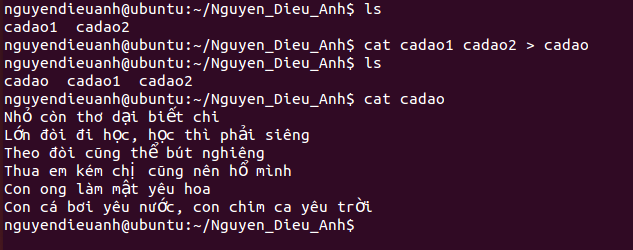 nguyendieuanh@ubuntu:~/Nguyen_Dieu_Anh$ ls
cadao1  cadao2
nguyendieuanh@ubuntu:~/Nguyen_Dieu_Anh$ cat cadao1 cadao2 > cadao
nguyendieuanh@ubuntu:~/Nguyen_Dieu_Anh$ ls
cadao  cadao1  cadao2
nguyendieuanh@ubuntu:~/Nguyen_Dieu_Anh$ cat cadao
Nhỏ còn thơ dại biết chi
Lớn đòi đi học, học thì phải siêng
Theo đòi cũng thể bút nghiêng
Thua em kém chị cũng nên hổ mình
Con ong làm mật yêu hoa
Con cá bơi yêu nước, con chim ca yêu trời
nguyendieuanh@ubuntu:~/Nguyen_Dieu_Anh$